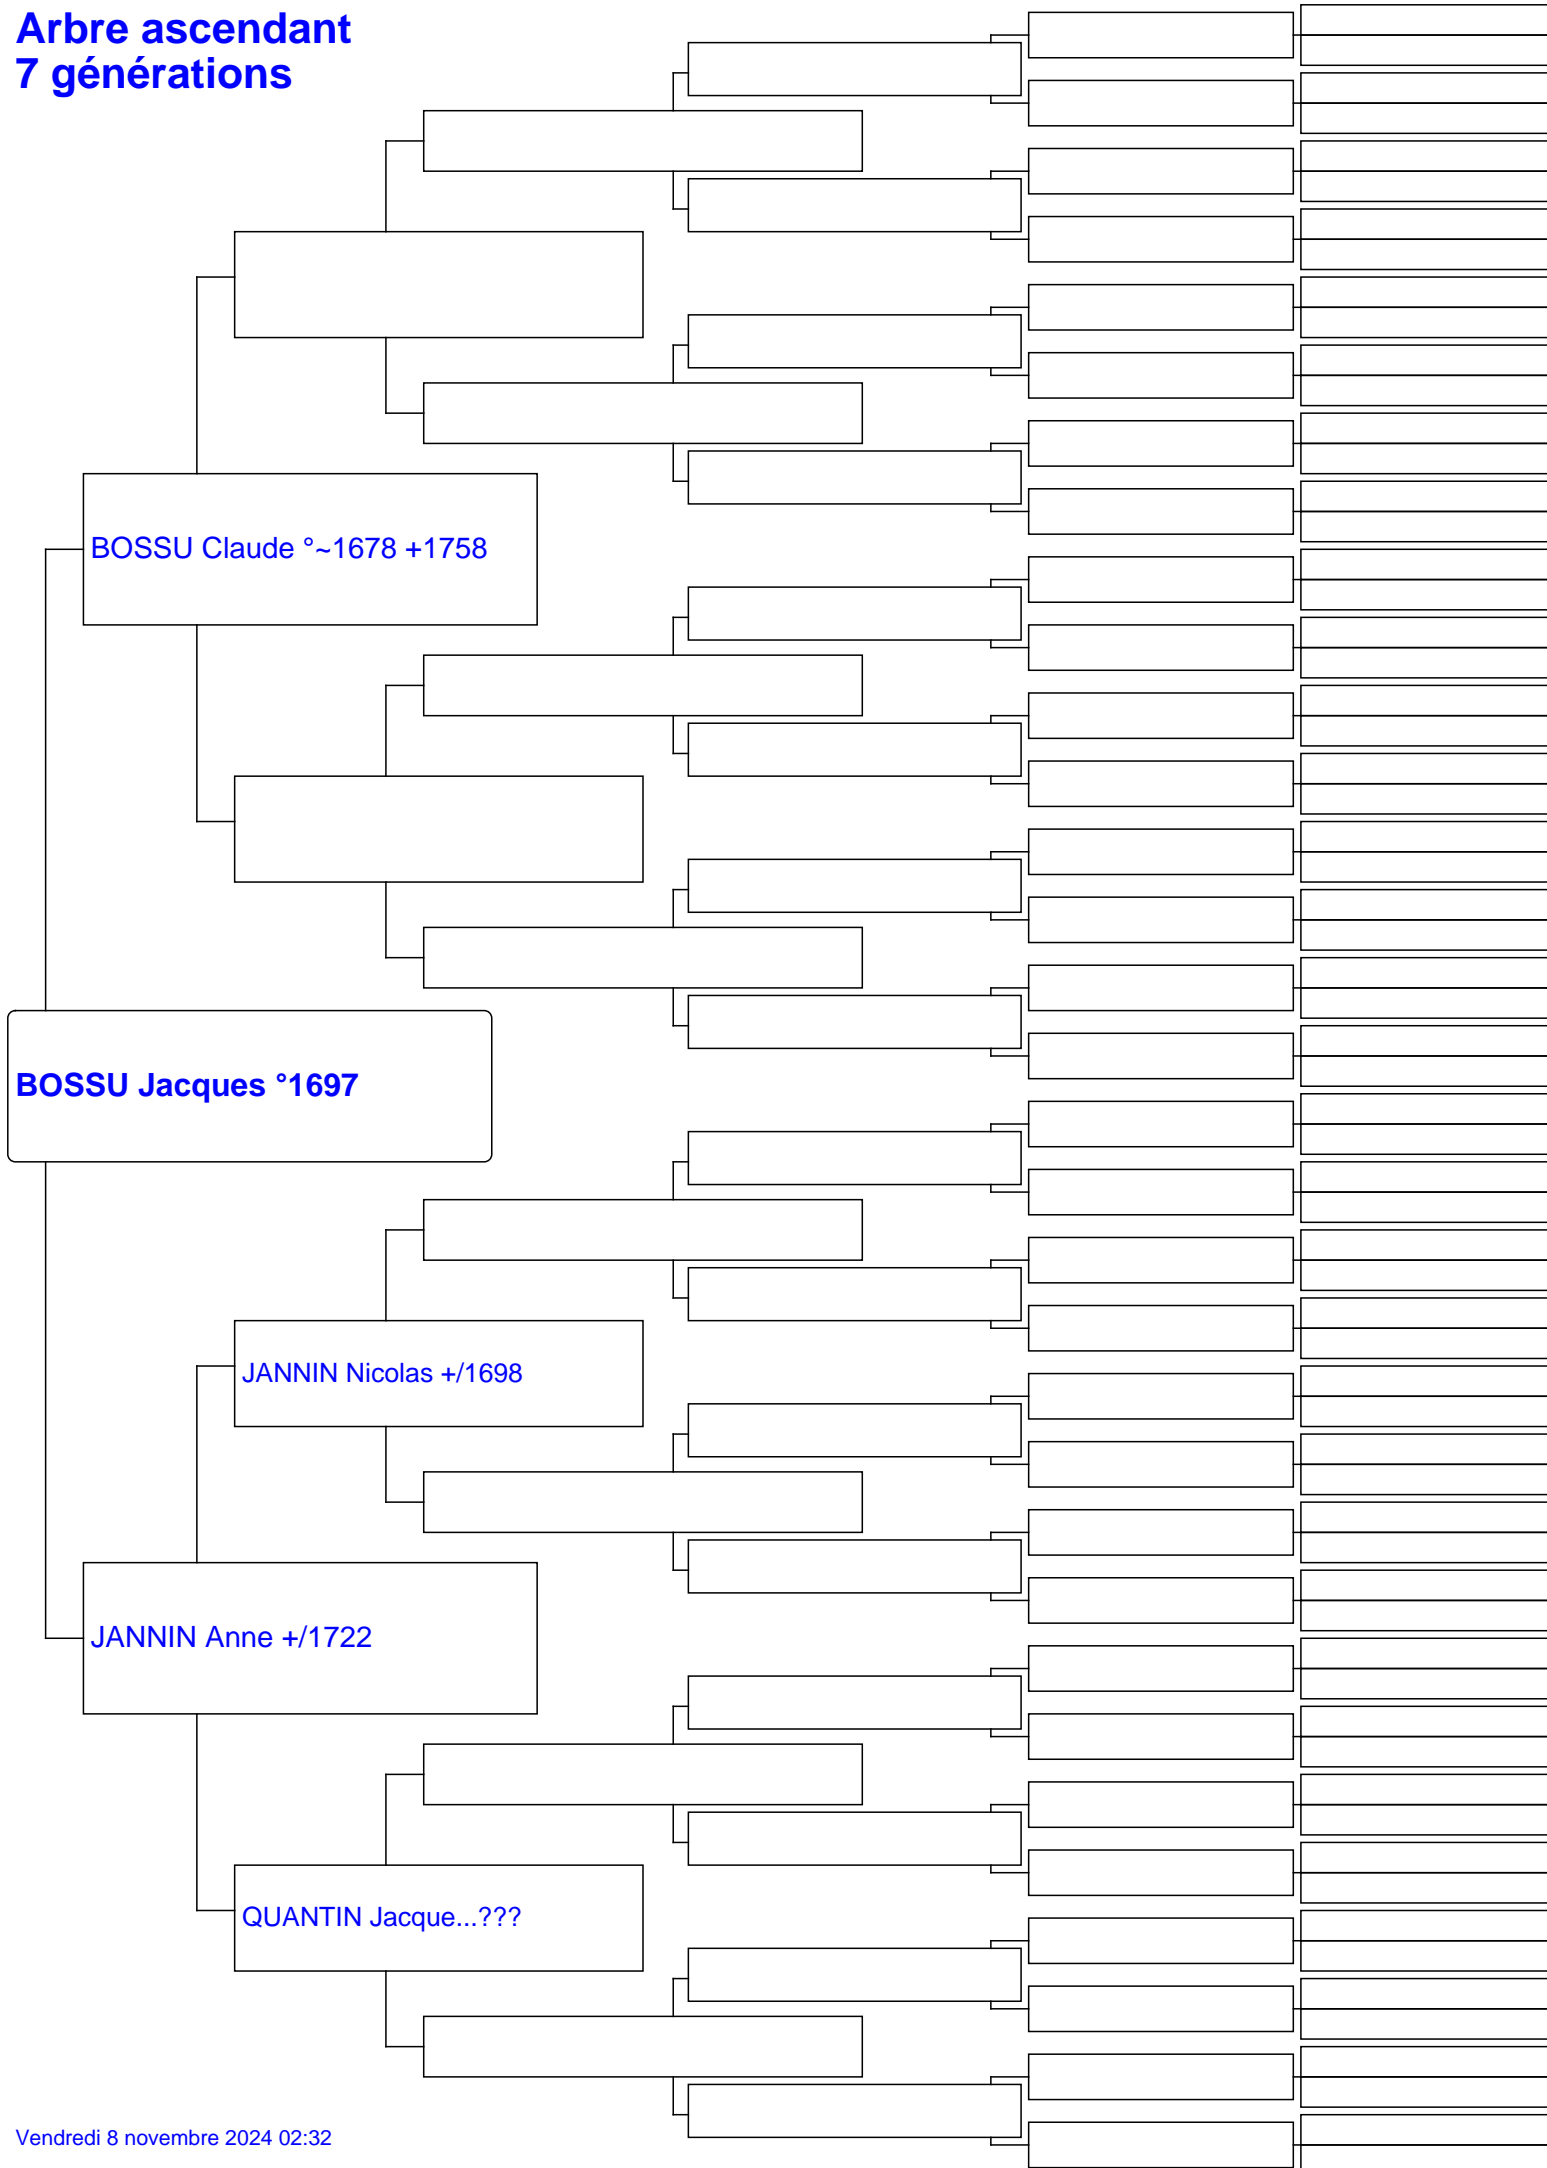 Arbre ascendant
7 générations
BOSSU Claude °~1678 +1758
BOSSU Jacques °1697
JANNIN Nicolas +/1698
JANNIN Anne +/1722
QUANTIN Jacque...???
Vendredi 8 novembre 2024 02:32